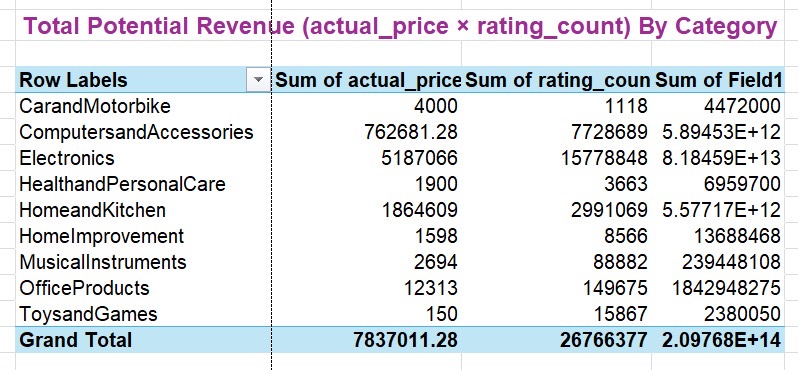 Total Potential Revenue (actual_price × rating_count) By Category
Row Labels Sum of actual_price Sum of rating_coun Sum of Field1
CarandMotorbike 4000 1118 4472000
ComputersandAccessories 762681.28 7728689 5.89453E+12
Electronics 5187066 15778848 8.18459E+13
HealthandPersonalCare 1900 3663 6959700
HomeandKitchen 1864609 2991069 5.57717E+12
HomeImprovement 1598 8566 13688468
MusicalInstruments 2694 88882 239448108
OfficeProducts 12313 149675 1842948275
ToysandGames 150 15867 2380050
Grand Total 7837011.28 26766377 2.09768E+14